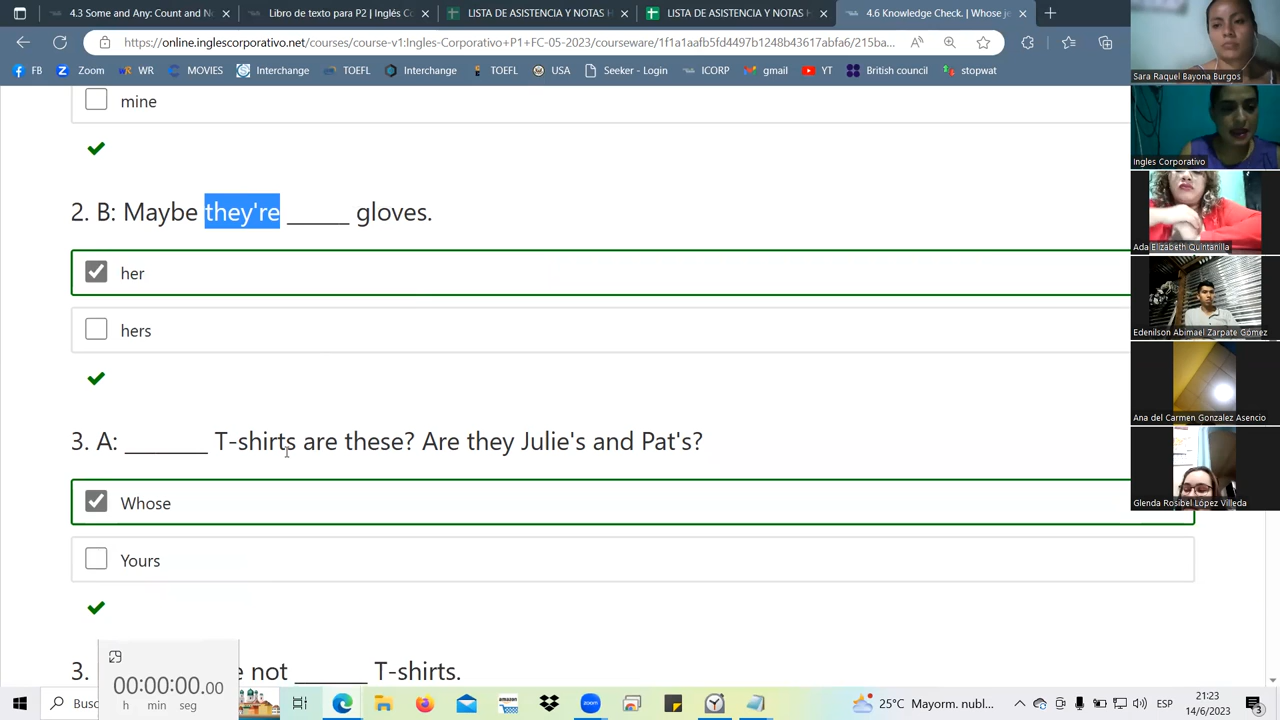 4.3 Some and Any: Count and N
Libro de texto para P2 | Inglés C
LISTA DE ASISTENCIA Y NOTAS H
LISTA DE ASISTENCIA Y NOTAS H
4.6 Knowledge Check. | Whose je
https://online.inglescorporativo.net/courses/course-v1:Ingles-Corporativo+P1+FC-05-2023/courseware/1f1a1aafb5fd4497b1248b43617abfa6/215ba...
FB
Zoom
WR
MOVIES
Interchange
TOEFL
Interchange
TOEFL
USA
Seeker - Login
ICORP
gmail
YT
British council
stopwat
Sara Raquel Bayona Burgos
mine
Ingles Corporativo
2. B: Maybe they're ______ gloves.
Ada Elizabeth Quintanilla
her
hers
Edenilson Abimael Zarpate Gómez
Ana del Carmen Gonzalez Asencio
3. A: ________ T-shirts are these? Are they Julie's and Pat's?
Whose
Glenda Rosibel López Villeda
Yours
3.
e not _______ T-shirts.
00:00:00.00
h min seg
Busc
25°C Mayorm. nubl...
ESP
21:23
14/6/2023
3